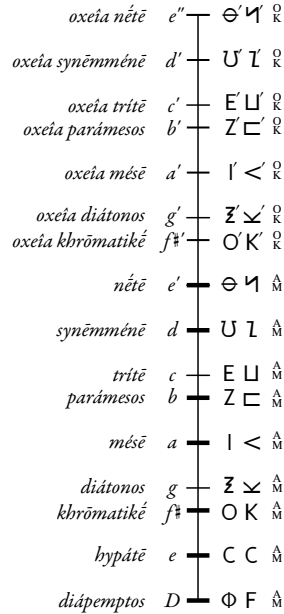 oxeîa nḗtē e″ ϴ′ Ͷ′ O K
oxeîa synēmménē d′ Ʊ′ Ɀ′ O K
oxeîa trítē c′ E′ ⊔′ O K
oxeîa parámesos b′ Z′ ⊏′ O K
oxeîa mésē a′ I′ <′ O K
oxeîa diátonos g′ Ƶ′ ⪪′ O K
oxeîa khrōmatikḗ f♯′ O′ K′ O K
nḗtē e′ ϴ Ͷ A M
synēmménē d Ʊ Ɀ A M
trítē c E ⊔ A M
parámesos b Z ⊏ A M
mésē a I < A M
diátonos g Ƶ ⪪ A M
khrōmatikḗ f♯ O K A M
hypátē e C C A M
diápemptos D Φ F A M